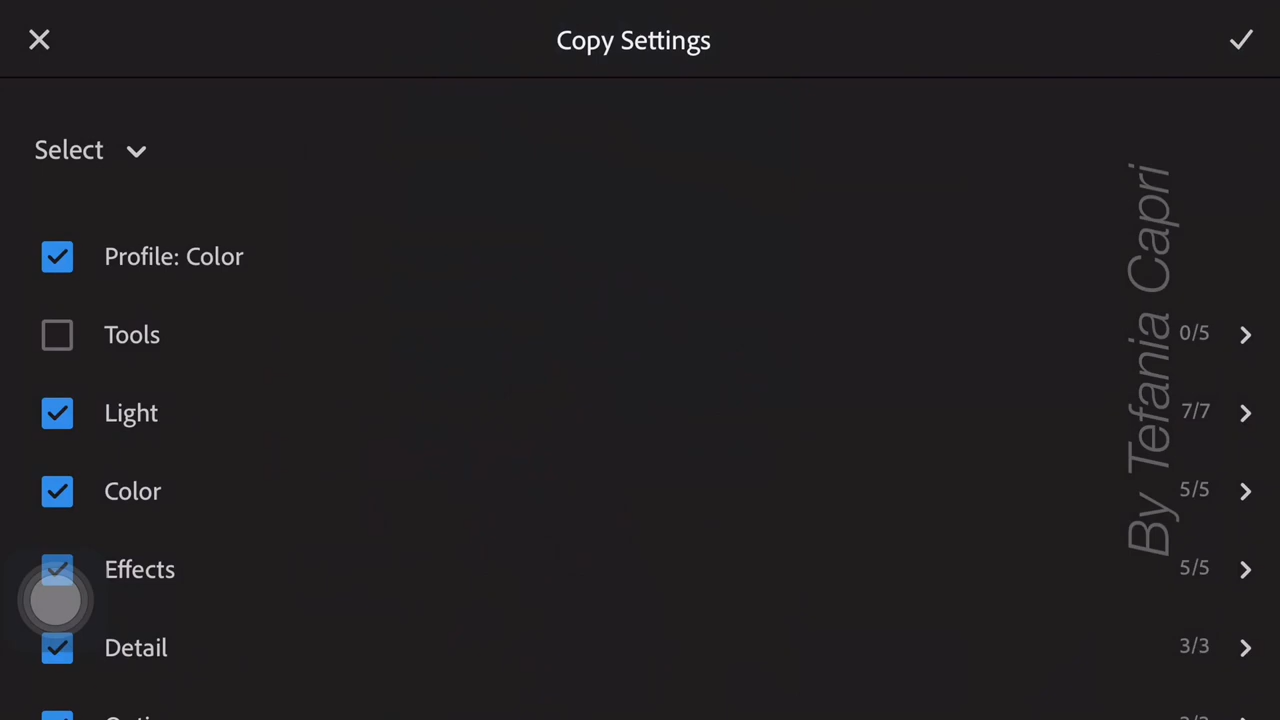 Copy Settings
Select
Profile: Color
Tools 0/5
Light 7/7
Color 5/5
Effects 5/5
Detail 3/3
By Tefania Capri